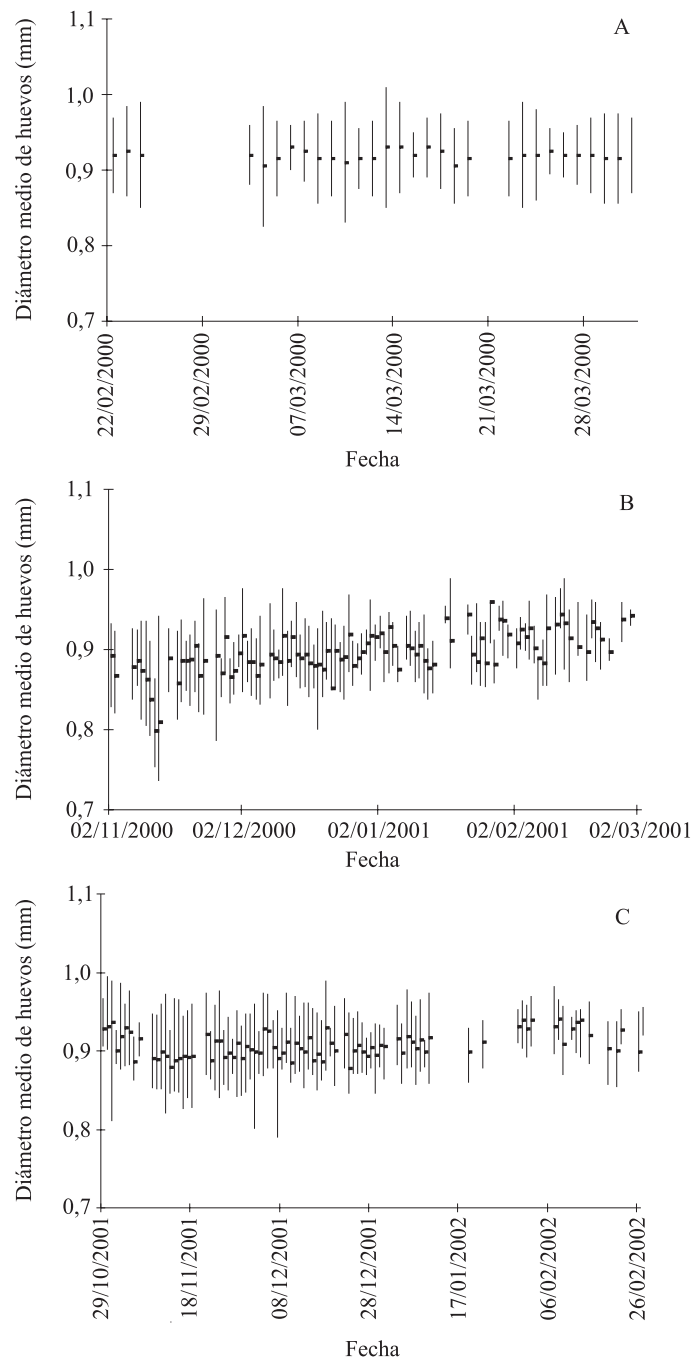 A
Diámetro medio de huevos (mm)
1,1
1,0
0,9
0,8
0,7
22/02/2000
29/02/2000
07/03/2000
14/03/2000
21/03/2000
28/03/2000
Fecha
B
Diámetro medio de huevos (mm)
1,1
1,0
0,9
0,8
0,7
02/11/2000 02/12/2000 02/01/2001 02/02/2001 02/03/2001
Fecha
C
Diámetro medio de huevos (mm)
1,1
1,0
0,9
0,8
0,7
29/10/2001
18/11/2001
08/12/2001
28/12/2001
17/01/2002
06/02/2002
26/02/2002
Fecha